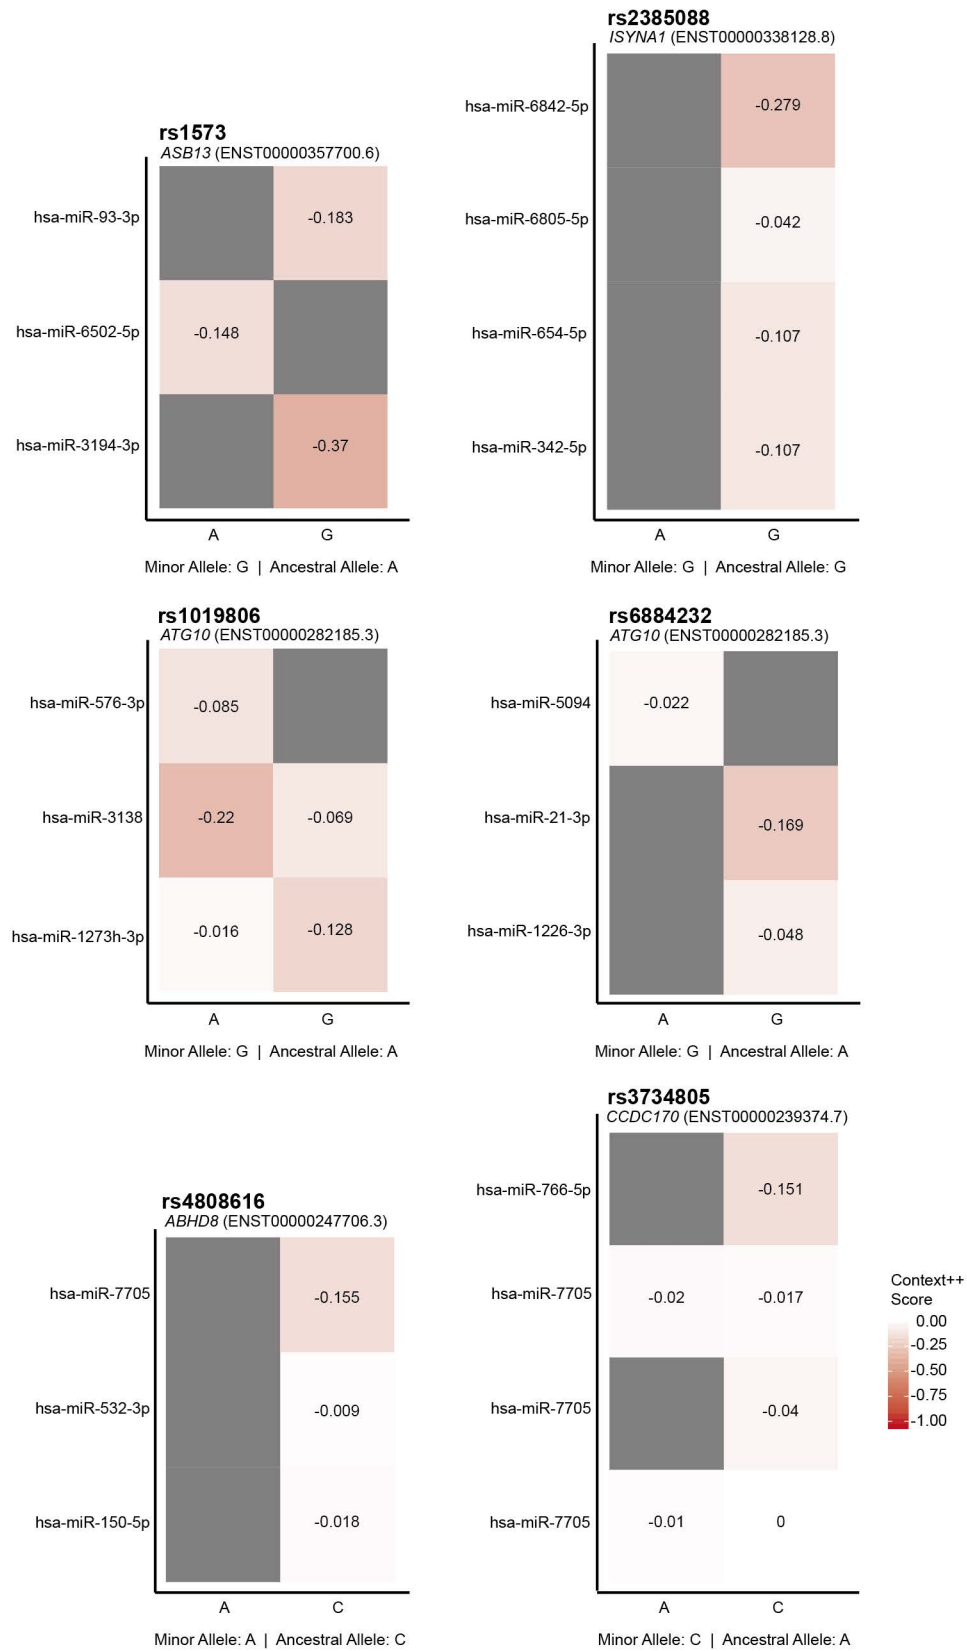 rs1573
ASB13 (ENST00000357700.6)
hsa-miR-93-3p
-0.183
hsa-miR-6502-5p
-0.148
hsa-miR-3194-3p
-0.37
A G
Minor Allele: G | Ancestral Allele: A
rs2385088
ISYNA1 (ENST00000338128.8)
hsa-miR-6842-5p
-0.279
hsa-miR-6805-5p
-0.042
hsa-miR-654-5p
-0.107
hsa-miR-342-5p
-0.107
A G
Minor Allele: G | Ancestral Allele: G
rs1019806
ATG10 (ENST00000282185.3)
hsa-miR-576-3p
-0.085
hsa-miR-3138
-0.22 -0.069
hsa-miR-1273h-3p
-0.016 -0.128
A G
Minor Allele: G | Ancestral Allele: A
rs6884232
ATG10 (ENST00000282185.3)
hsa-miR-5094
-0.022
hsa-miR-21-3p
-0.169
hsa-miR-1226-3p
-0.048
A G
Minor Allele: G | Ancestral Allele: A
rs4808616
ABHD8 (ENST00000247706.3)
hsa-miR-7705
-0.155
hsa-miR-532-3p
-0.009
hsa-miR-150-5p
-0.018
A C
Minor Allele: A | Ancestral Allele: C
rs3734805
CCDC170 (ENST00000239374.7)
hsa-miR-766-5p
-0.151
hsa-miR-7705
-0.02 -0.017
hsa-miR-7705
-0.04
hsa-miR-7705
-0.01 0
A C
Minor Allele: C | Ancestral Allele: A
Context++
Score
0.00
-0.25
-0.50
-0.75
-1.00